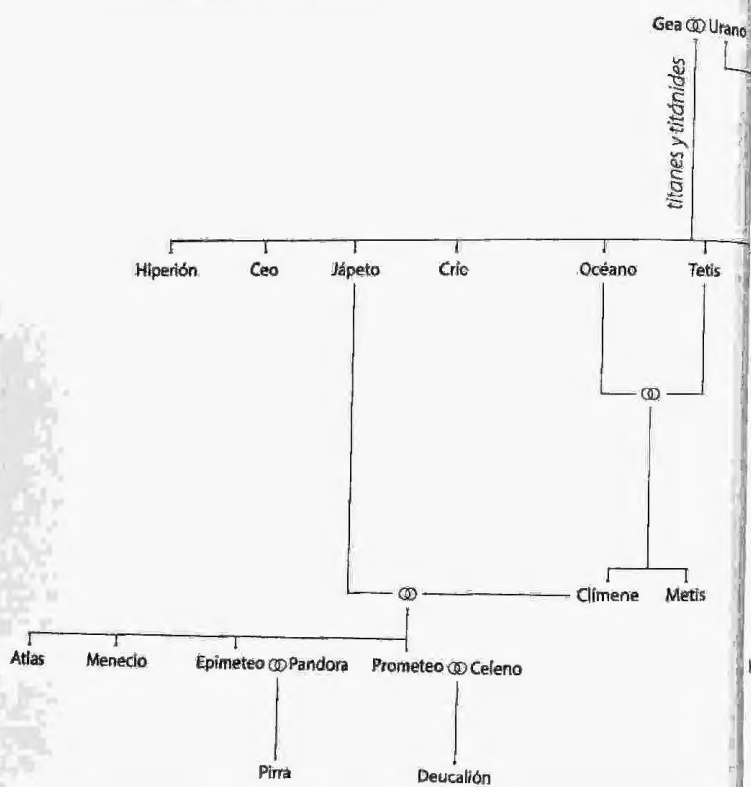 Gea Urano
titanes y titánides
Hiperión Ceo Jápeto Crío Océano Tetis
Clímene Metis
Atlas Menecio Epimeteo Pandora Prometeo Celeno
Pirra Deucalión